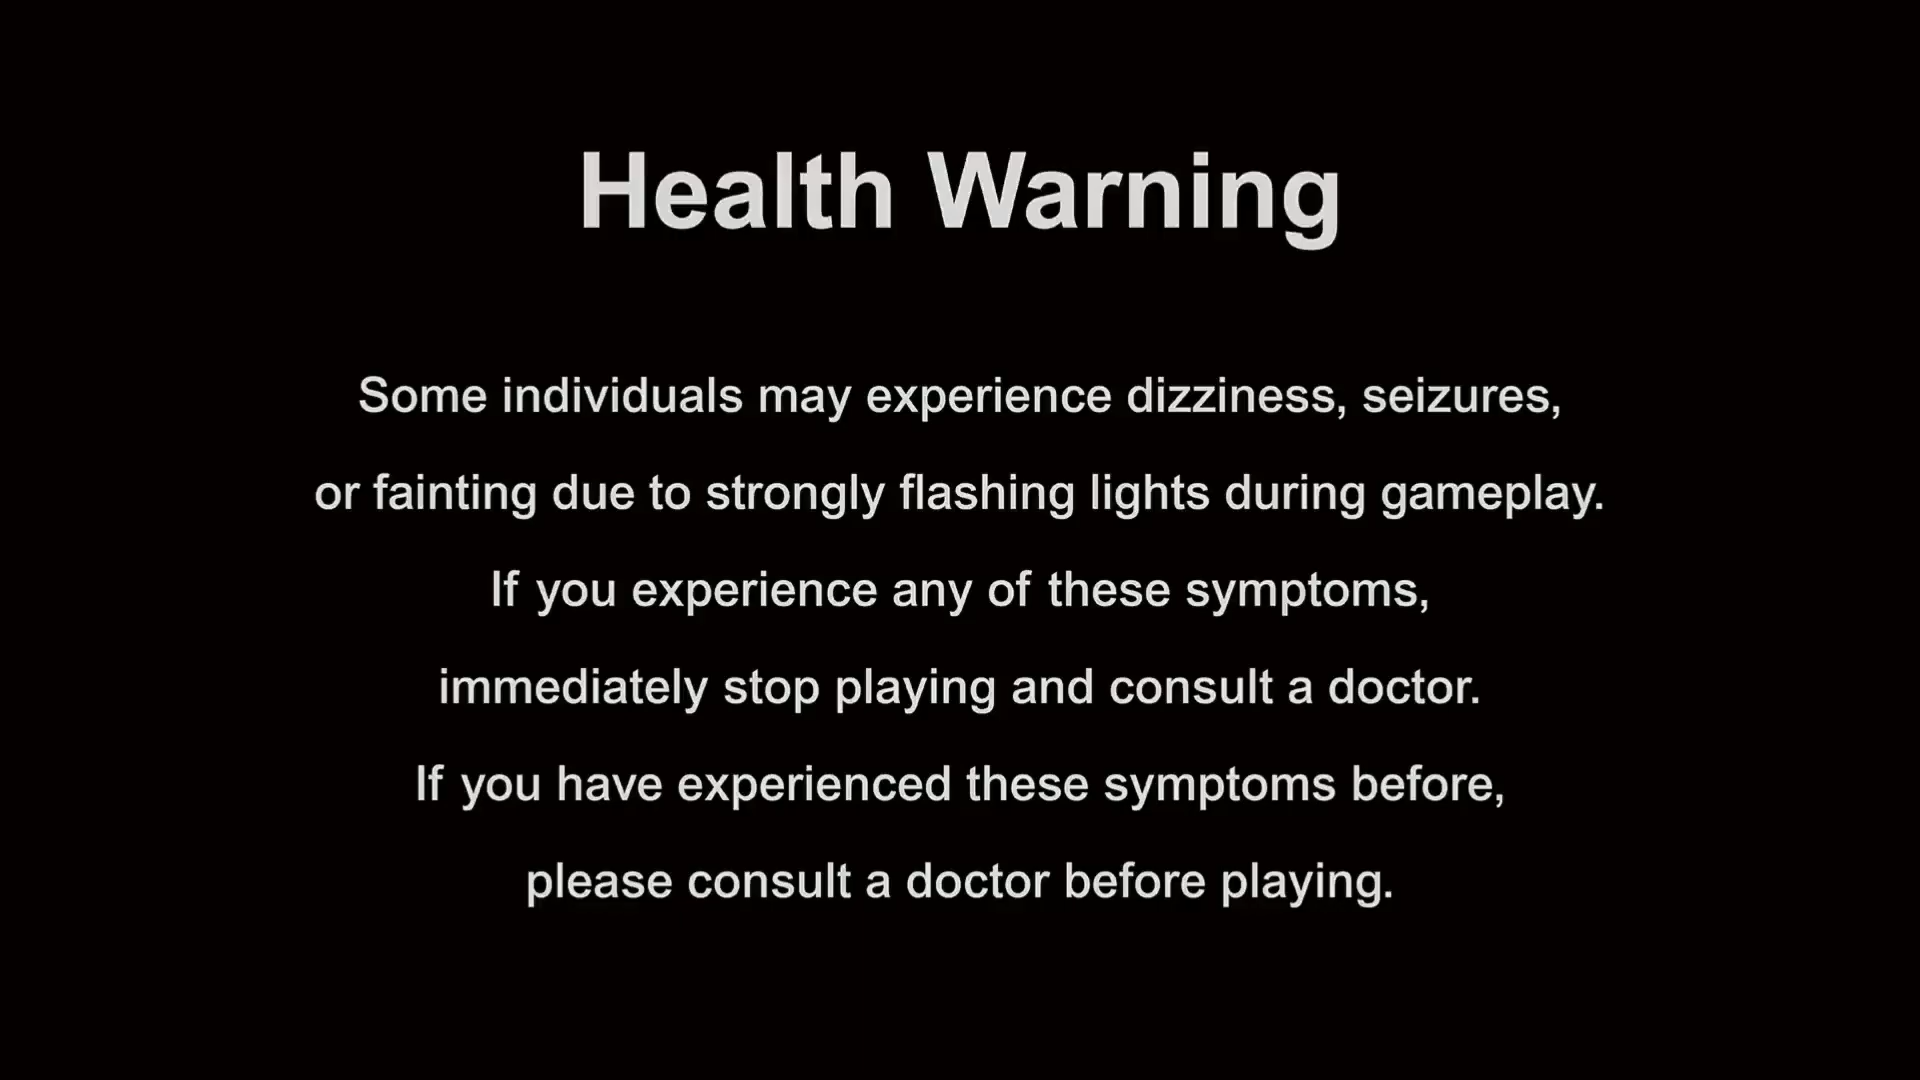 Health Warning
Some individuals may experience dizziness, seizures,
or fainting due to strongly flashing lights during gameplay.
If you experience any of these symptoms,
immediately stop playing and consult a doctor.
If you have experienced these symptoms before,
please consult a doctor before playing.